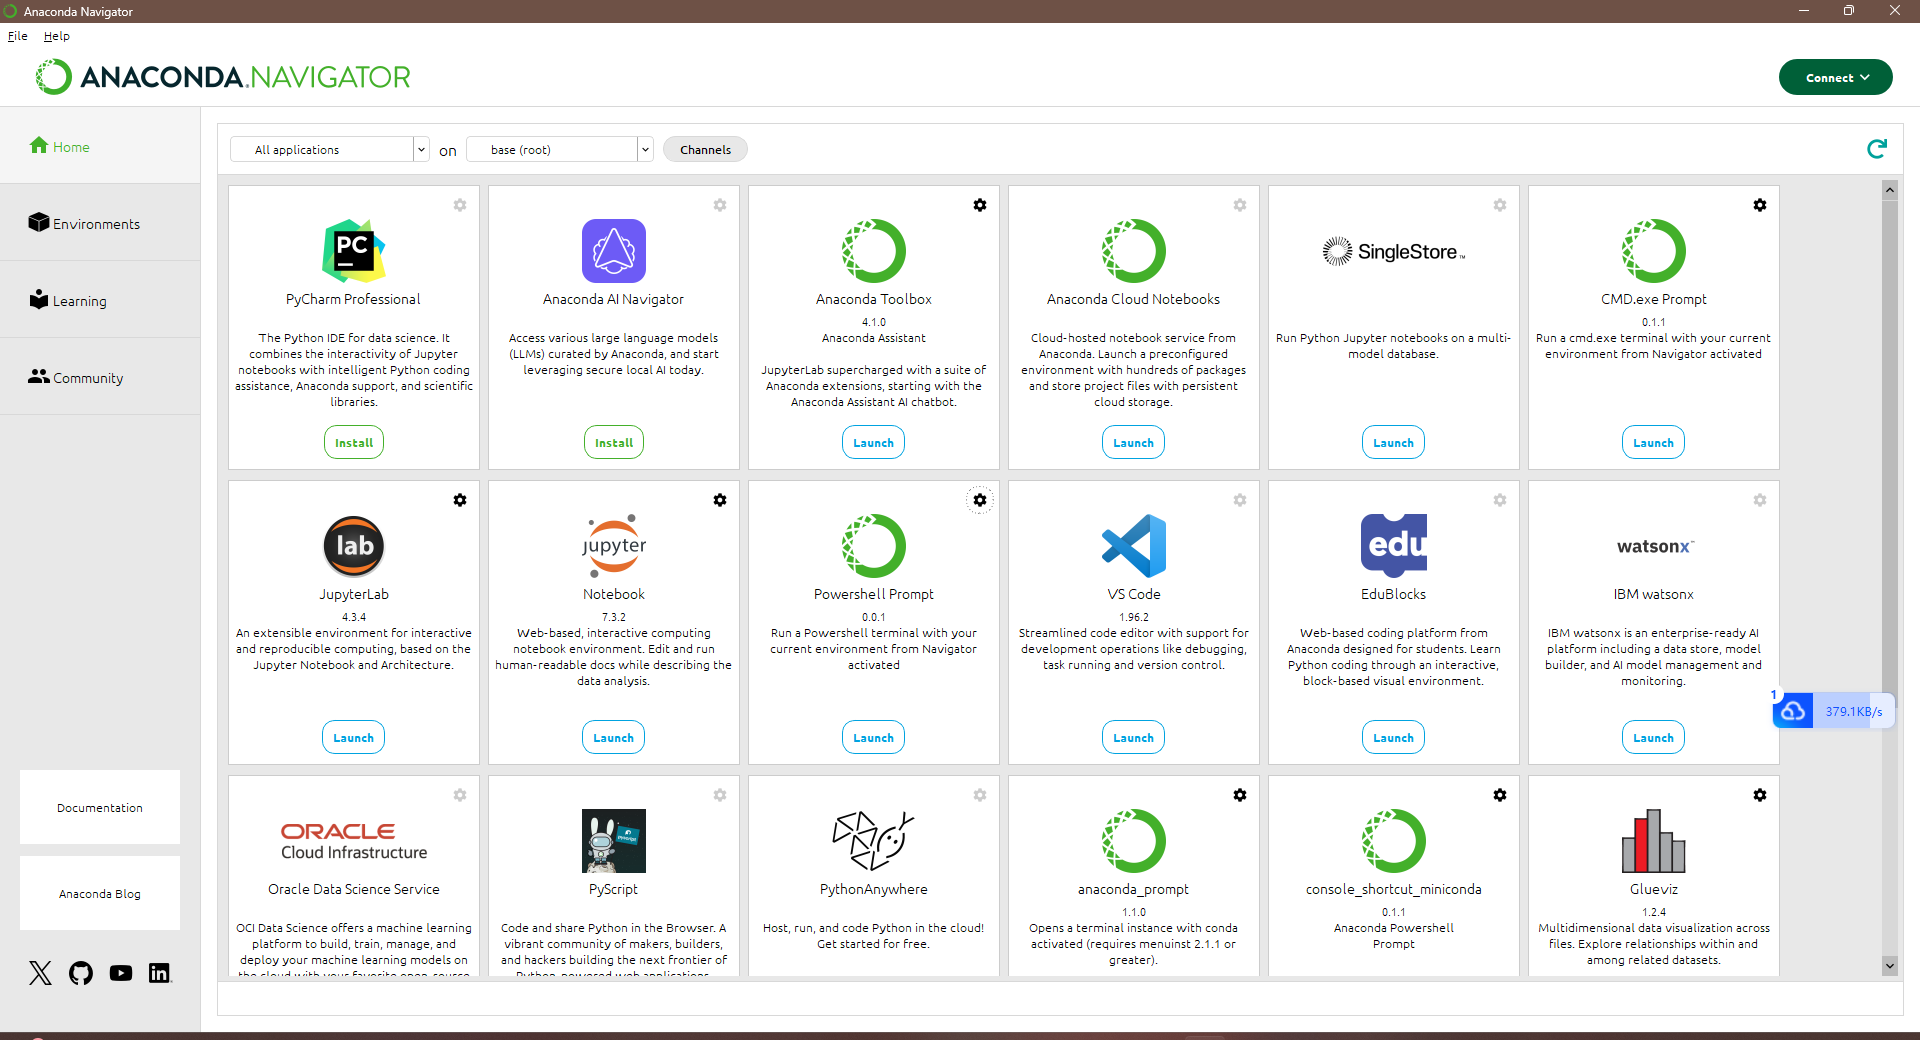 Anaconda Navigator
File Help
ANACONDA.NAVIGATOR
Connect
Home
Environments
Learning
Community
Documentation
Anaconda Blog
All applications on base (root) Channels
PC
PyCharm Professional
The Python IDE for data science. It
combines the interactivity of Jupyter
notebooks with intelligent Python coding
assistance, Anaconda support, and scientific
libraries.
Install
Anaconda AI Navigator
Access various large language models
(LLMs) curated by Anaconda, and start
leveraging secure local AI today.
Install
Anaconda Toolbox
4.1.0
Anaconda Assistant
JupyterLab supercharged with a suite of
Anaconda extensions, starting with the
Anaconda Assistant AI chatbot.
Launch
Anaconda Cloud Notebooks
Cloud-hosted notebook service from
Anaconda. Launch a preconfigured
environment with hundreds of packages
and store project files with persistent
cloud storage.
Launch
SingleStore™
Run Python Jupyter notebooks on a multi-
model database.
Launch
CMD.exe Prompt
0.1.1
Run a cmd.exe terminal with your current
environment from Navigator activated
Launch
lab
JupyterLab
4.3.4
An extensible environment for interactive
and reproducible computing, based on the
Jupyter Notebook and Architecture.
Launch
jupyter
Notebook
7.3.2
Web-based, interactive computing
notebook environment. Edit and run
human-readable docs while describing the
data analysis.
Launch
Powershell Prompt
0.0.1
Run a Powershell terminal with your
current environment from Navigator
activated
Launch
VS Code
1.96.2
Streamlined code editor with support for
development operations like debugging,
task running and version control.
Launch
edu
EduBlocks
Web-based coding platform from
Anaconda designed for students. Learn
Python coding through an interactive,
block-based visual environment.
Launch
watsonx™
IBM watsonx
IBM watsonx is an enterprise-ready AI
platform including a data store, model
builder, and AI model management and
monitoring.
Launch
1
379.1KB/s
ORACLE
Cloud Infrastructure
Oracle Data Science Service
OCI Data Science offers a machine learning
platform to build, train, manage, and
deploy your machine learning models on
the cloud with your favorite open-source
pyscript
PyScript
Code and share Python in the Browser. A
vibrant community of makers, builders,
and hackers building the next frontier of
Python-powered web applications
PythonAnywhere
Host, run, and code Python in the cloud!
Get started for free.
anaconda_prompt
1.1.0
Opens a terminal instance with conda
activated (requires menuinst 2.1.1 or
greater).
console_shortcut_miniconda
0.1.1
Anaconda Powershell
Prompt
Glueviz
1.2.4
Multidimensional data visualization across
files. Explore relationships within and
among related datasets.